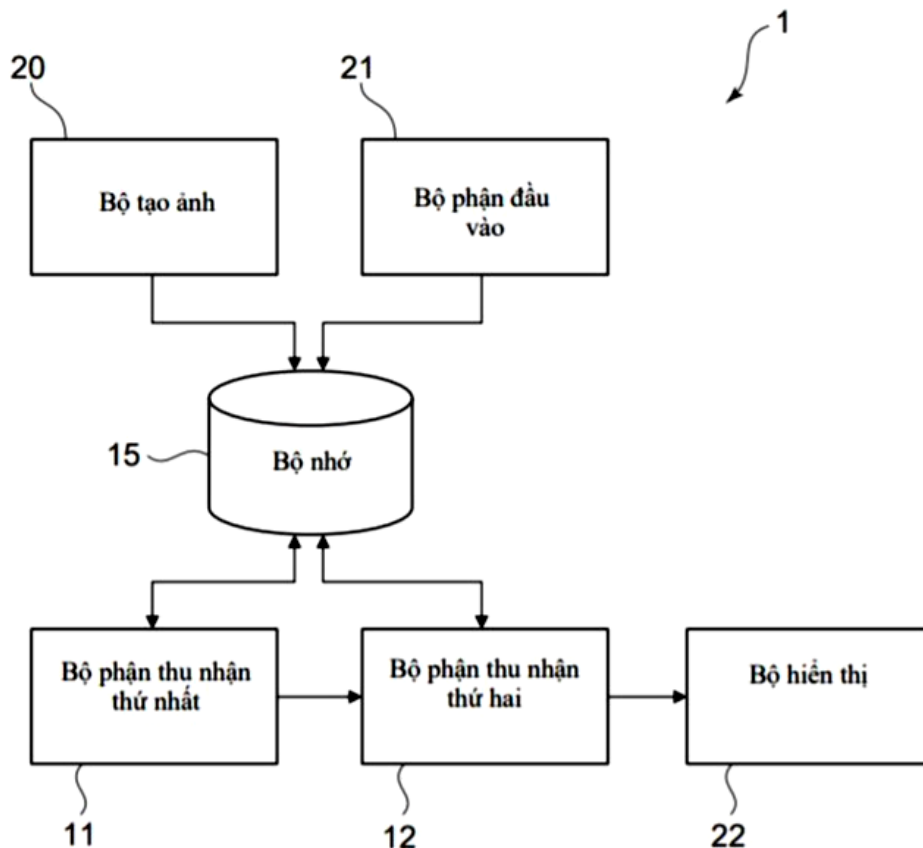 1
20
21
Bộ tạo ảnh
Bộ phận đầu
vào
15
Bộ nhớ
Bộ phận thu nhận
thứ nhất
Bộ phận thu nhận
thứ hai
Bộ hiển thị
11
12
22